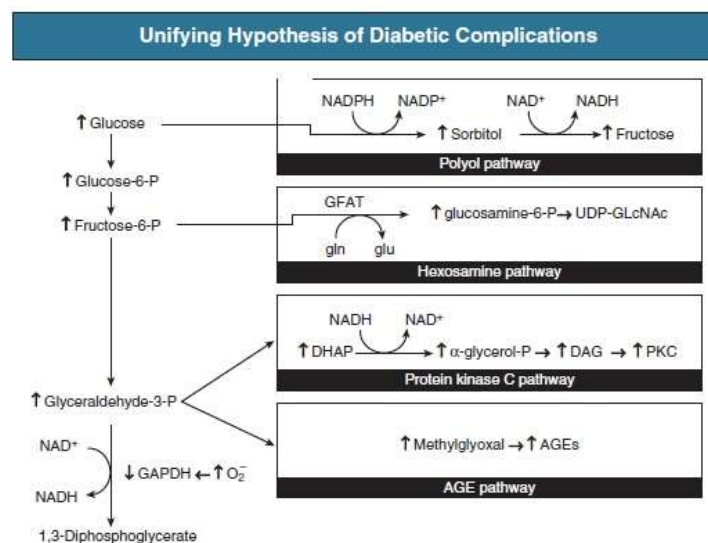 Unifying Hypothesis of Diabetic Complications
NADPH NADP+ NAD+ NADH
↑ Glucose ↑ Sorbitol ↑ Fructose
Polyol pathway
↑ Glucose-6-P
GFAT
↑ Fructose-6-P ↑ glucosamine-6-P → UDP-GLcNAc
gln glu
Hexosamine pathway
NADH NAD+
↑ DHAP ↑ α-glycerol-P → ↑ DAG → ↑ PKC
Protein kinase C pathway
↑ Glyceraldehyde-3-P
NAD+ ↑ Methylglyoxal → ↑ AGEs
↓ GAPDH ← ↑ O₂⁻
NADH AGE pathway
1,3-Diphosphoglycerate